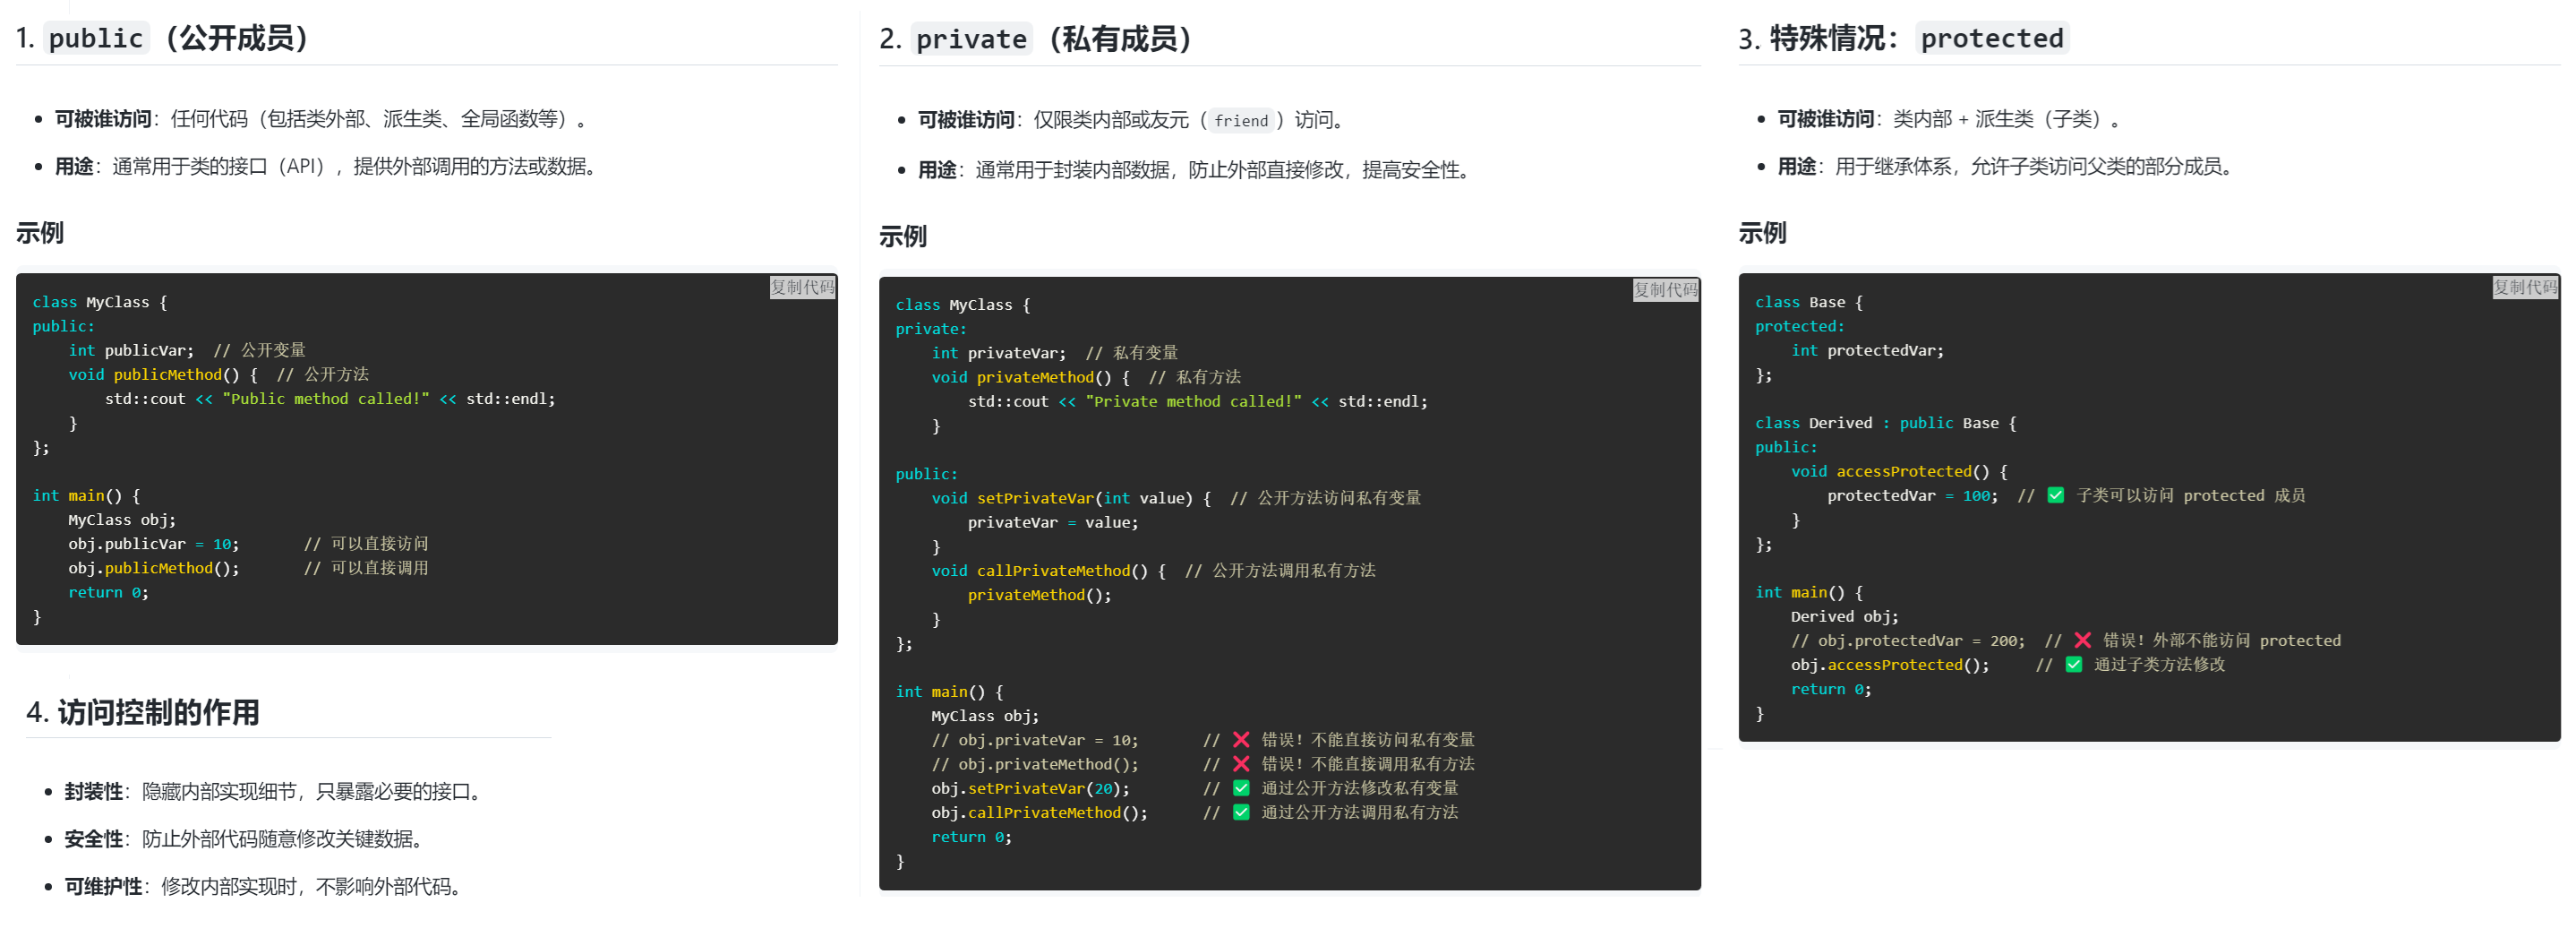 1. public（公开成员）
• 可被谁访问：任何代码（包括类外部、派生类、全局函数等）。
• 用途：通常用于类的接口（API），提供外部调用的方法或数据。
示例
复制代码
class MyClass {
public:
    int publicVar;  // 公开变量
    void publicMethod() {  // 公开方法
        std::cout << "Public method called!" << std::endl;
    }
};

int main() {
    MyClass obj;
    obj.publicVar = 10;       // 可以直接访问
    obj.publicMethod();       // 可以直接调用
    return 0;
}
2. private（私有成员）
• 可被谁访问：仅限类内部或友元（friend）访问。
• 用途：通常用于封装内部数据，防止外部直接修改，提高安全性。
示例
复制代码
class MyClass {
private:
    int privateVar;  // 私有变量
    void privateMethod() {  // 私有方法
        std::cout << "Private method called!" << std::endl;
    }

public:
    void setPrivateVar(int value) {  // 公开方法访问私有变量
        privateVar = value;
    }
    void callPrivateMethod() {  // 公开方法调用私有方法
        privateMethod();
    }
};

int main() {
    MyClass obj;
    // obj.privateVar = 10;       // ❌ 错误！不能直接访问私有变量
    // obj.privateMethod();       // ❌ 错误！不能直接调用私有方法
    obj.setPrivateVar(20);        // ✅ 通过公开方法修改私有变量
    obj.callPrivateMethod();      // ✅ 通过公开方法调用私有方法
    return 0;
}
3. 特殊情况：protected
• 可被谁访问：类内部 + 派生类（子类）。
• 用途：用于继承体系，允许子类访问父类的部分成员。
示例
复制代码
class Base {
protected:
    int protectedVar;
};

class Derived : public Base {
public:
    void accessProtected() {
        protectedVar = 100;  // ✅ 子类可以访问 protected 成员
    }
};

int main() {
    Derived obj;
    // obj.protectedVar = 200;  // ❌ 错误！外部不能访问 protected
    obj.accessProtected();     // ✅ 通过子类方法修改
    return 0;
}
4. 访问控制的作用
• 封装性：隐藏内部实现细节，只暴露必要的接口。
• 安全性：防止外部代码随意修改关键数据。
• 可维护性：修改内部实现时，不影响外部代码。